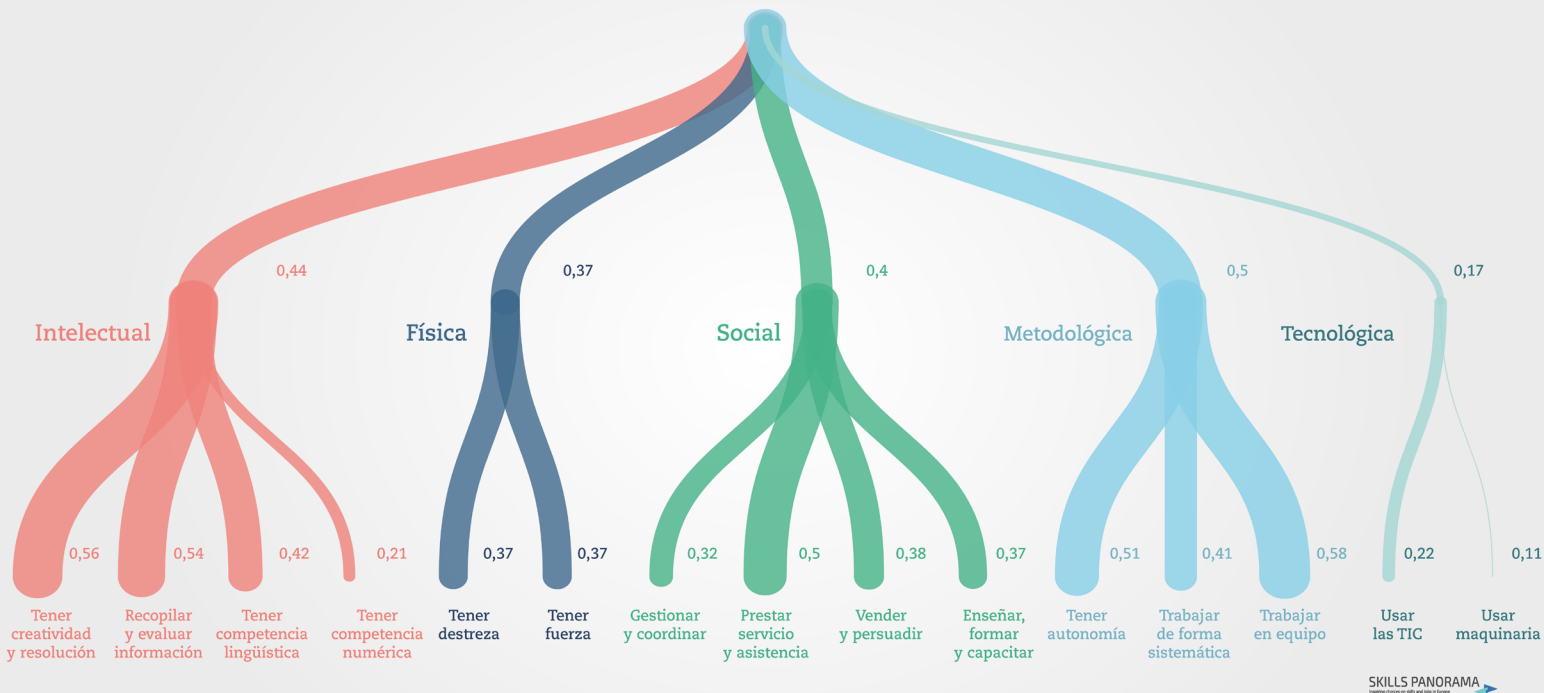 0,44
0,37
0,4
0,5
0,17
Intelectual
Física
Social
Metodológica
Tecnológica
0,56
0,54
0,42
0,21
0,37
0,37
0,32
0,5
0,38
0,37
0,51
0,41
0,58
0,22
0,11
Tener
creatividad
y resolución
Recopilar
y evaluar
información
Tener
competencia
lingüística
Tener
competencia
numérica
Tener
destreza
Tener
fuerza
Gestionar
y coordinar
Prestar
servicio
y asistencia
Vender
y persuadir
Enseñar,
formar
y capacitar
Tener
autonomía
Trabajar
de forma
sistemática
Trabajar
en equipo
Usar
las TIC
Usar
maquinaria
SKILLS PANORAMA